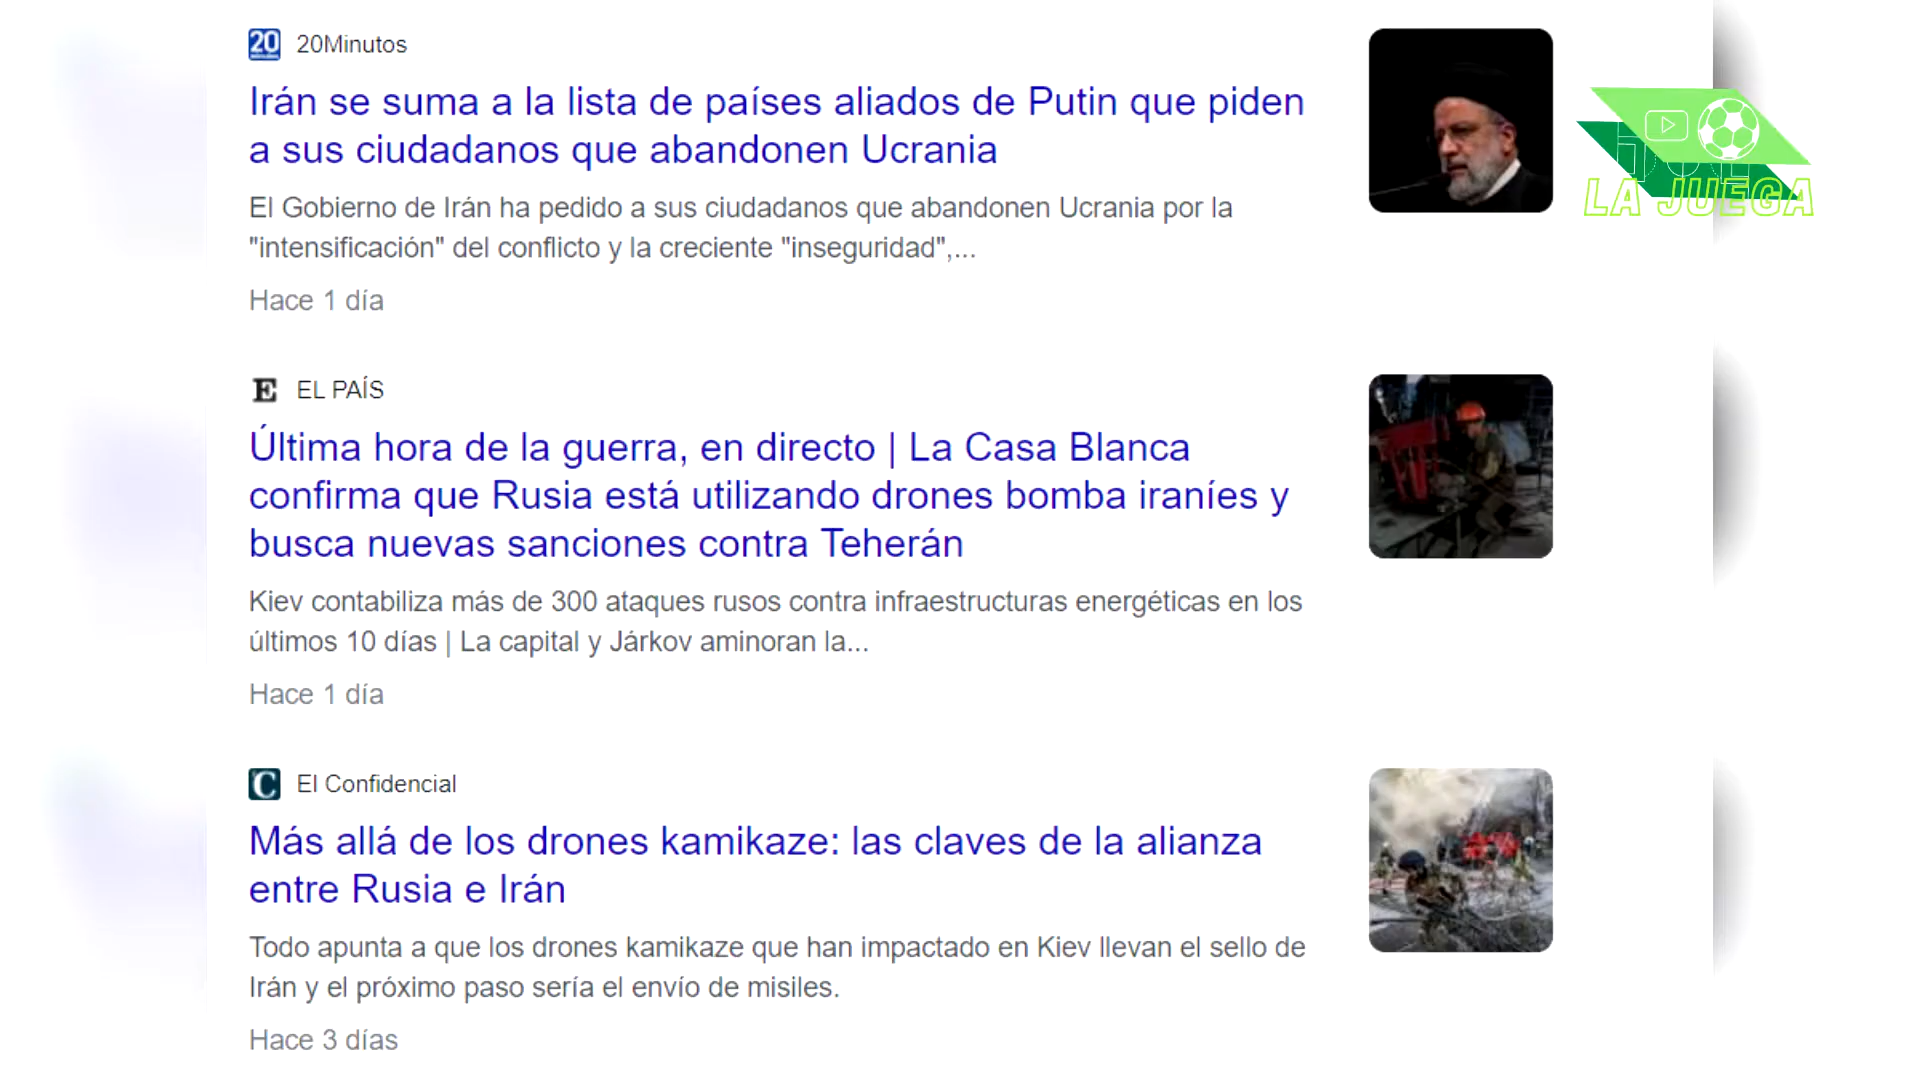 20
20Minutos
Irán se suma a la lista de países aliados de Putin que piden
a sus ciudadanos que abandonen Ucrania
El Gobierno de Irán ha pedido a sus ciudadanos que abandonen Ucrania por la
"intensificación" del conflicto y la creciente "inseguridad",...
Hace 1 día
LA JUEGA
E
EL PAÍS
Última hora de la guerra, en directo | La Casa Blanca
confirma que Rusia está utilizando drones bomba iraníes y
busca nuevas sanciones contra Teherán
Kiev contabiliza más de 300 ataques rusos contra infraestructuras energéticas en los
últimos 10 días | La capital y Járkov aminoran la...
Hace 1 día
C
El Confidencial
Más allá de los drones kamikaze: las claves de la alianza
entre Rusia e Irán
Todo apunta a que los drones kamikaze que han impactado en Kiev llevan el sello de
Irán y el próximo paso sería el envío de misiles.
Hace 3 días